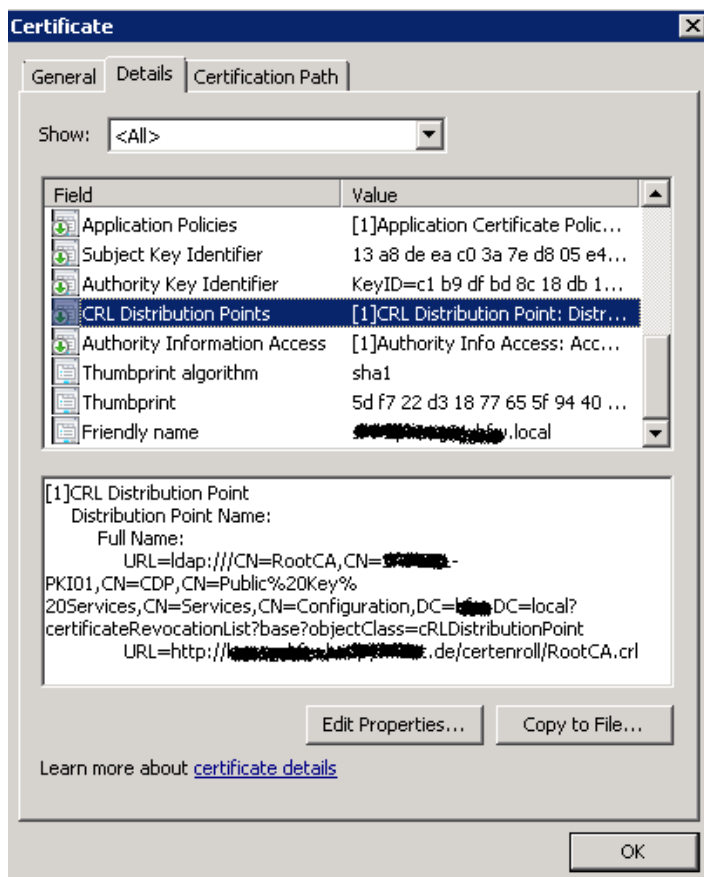 Certificate
General Details Certification Path
Show: <All>
Field Value
Application Policies [1]Application Certificate Polic...
Subject Key Identifier 13 a8 de ea c0 3a 7e d8 05 e4...
Authority Key Identifier KeyID=c1 b9 df bd 8c 18 db 1...
CRL Distribution Points [1]CRL Distribution Point: Distr...
Authority Information Access [1]Authority Info Access: Acc...
Thumbprint algorithm sha1
Thumbprint 5d f7 22 d3 18 77 65 5f 94 40 ...
Friendly name .local
[1]CRL Distribution Point
Distribution Point Name:
Full Name:
URL=ldap:///CN=RootCA,CN=-
PKI01,CN=CDP,CN=Public%20Key%
20Services,CN=Services,CN=Configuration,DC=DC=local?
certificateRevocationList?base?objectClass=cRLDistributionPoint
URL=http://.de/certenroll/RootCA.crl
Edit Properties... Copy to File...
Learn more about certificate details
OK